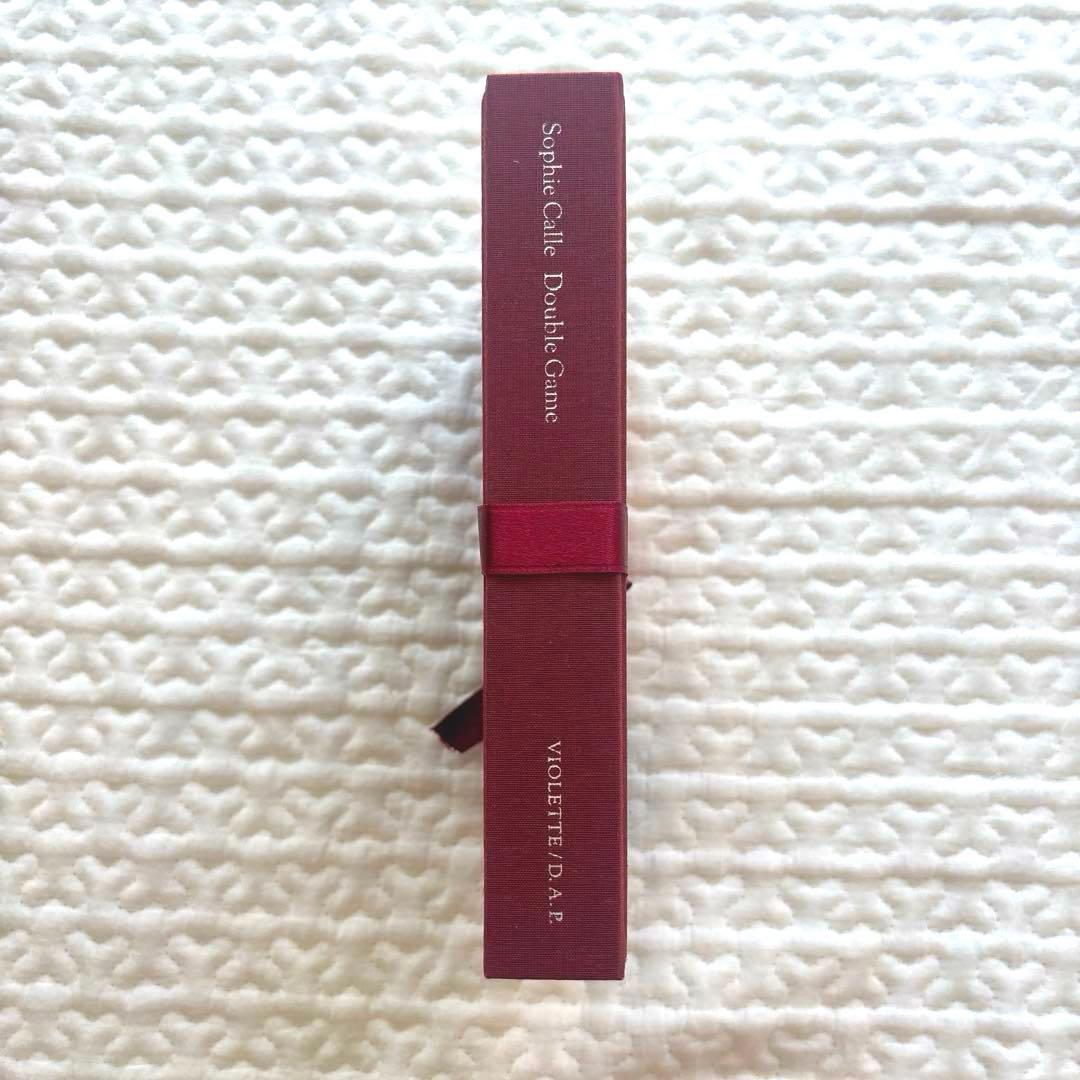 Sophie Calle Double Game
VIOLETTE / D. A. P.